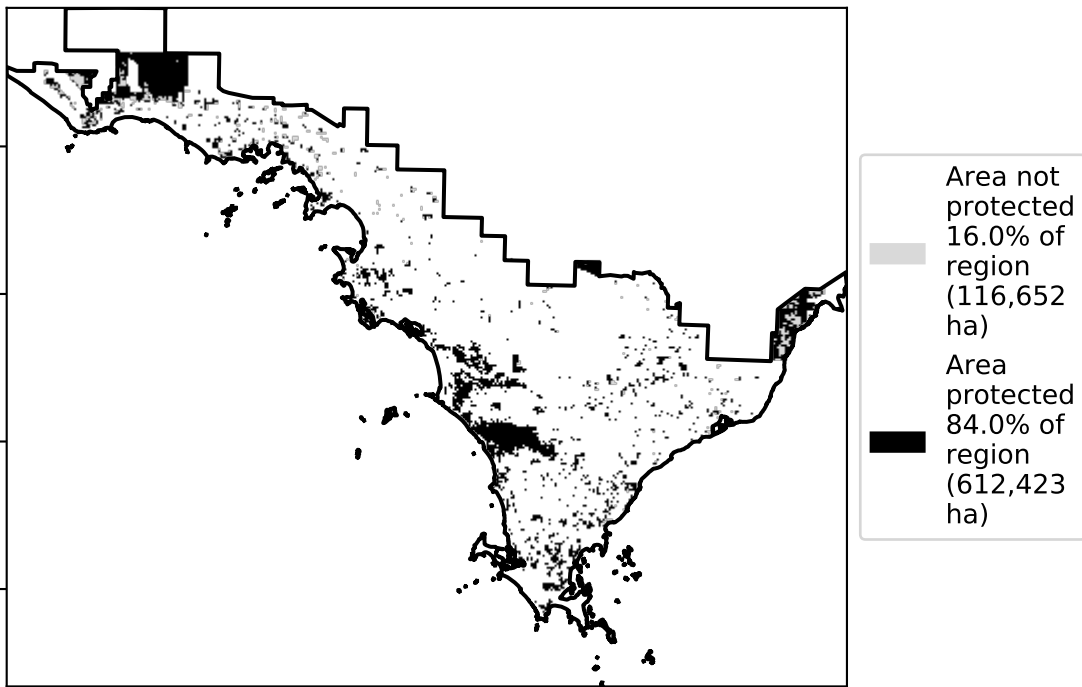 Area not
protected
16.0% of
region
(116,652
ha)
Area
protected
84.0% of
region
(612,423
ha)